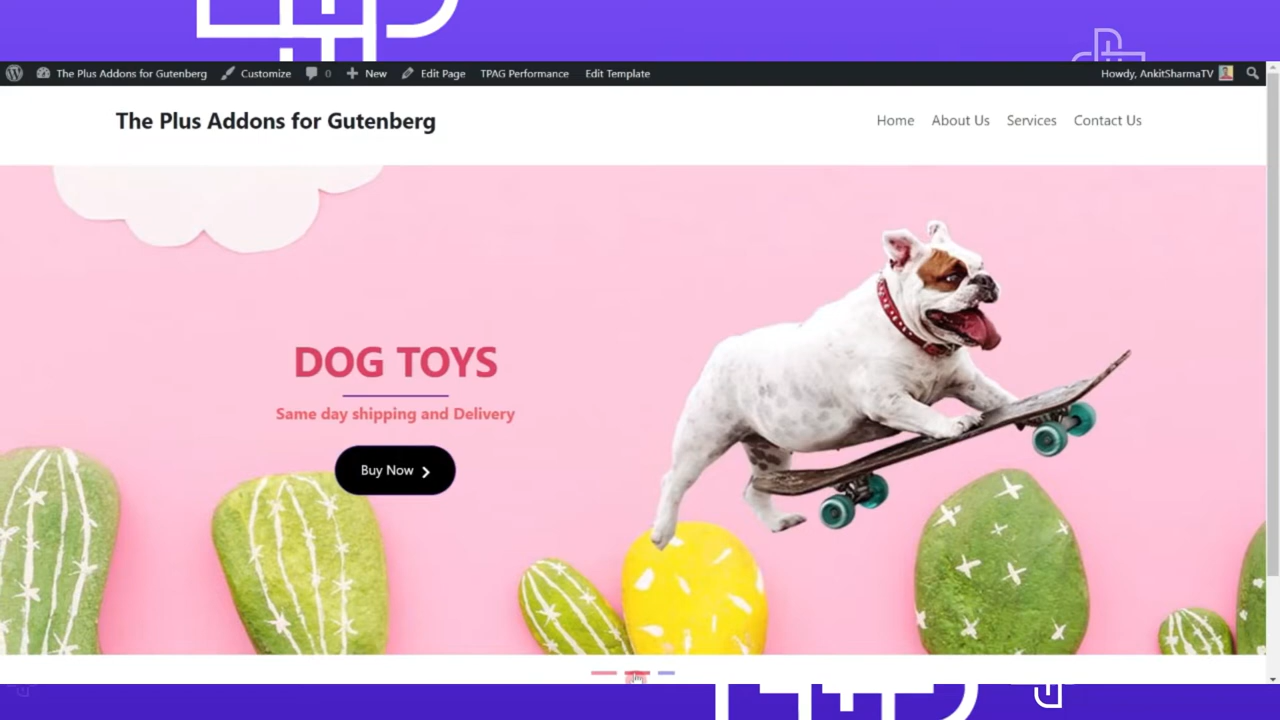 The Plus Addons for Gutenberg Customize 0 New Edit Page TPAG Performance Edit Template Howdy, AnkitSharmaTV
The Plus Addons for Gutenberg Home About Us Services Contact Us
DOG TOYS
Same day shipping and Delivery
Buy Now